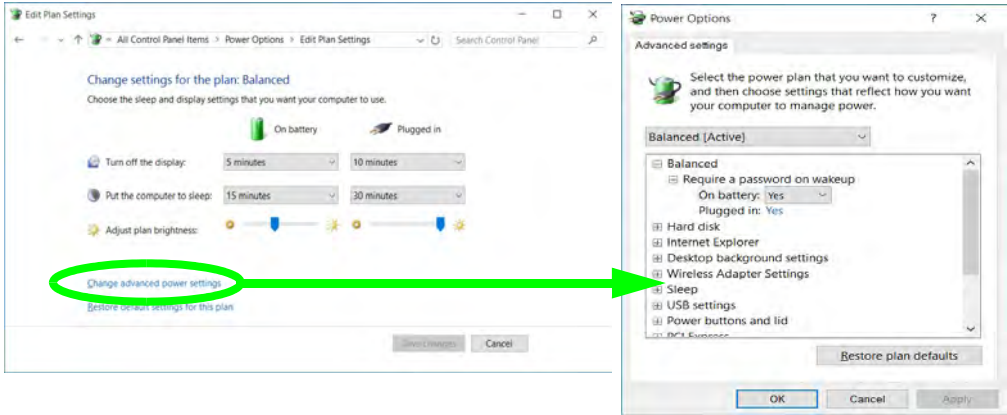 Edit Plan Settings
All Control Panel Items > Power Options > Edit Plan Settings
Search Control Panel
Change settings for the plan: Balanced
Choose the sleep and display settings that you want your computer to use.
On battery
Plugged in
Turn off the display:
5 minutes
10 minutes
Put the computer to sleep:
15 minutes
30 minutes
Adjust plan brightness:
Change advanced power settings
Restore default settings for this plan
Save changes
Cancel
Power Options
?
Advanced settings
Select the power plan that you want to customize,
and then choose settings that reflect how you want
your computer to manage power.
Balanced [Active]
Balanced
Require a password on wakeup
On battery: Yes
Plugged in: Yes
Hard disk
Internet Explorer
Desktop background settings
Wireless Adapter Settings
Sleep
USB settings
Power buttons and lid
PCI Express
Restore plan defaults
OK
Cancel
Apply